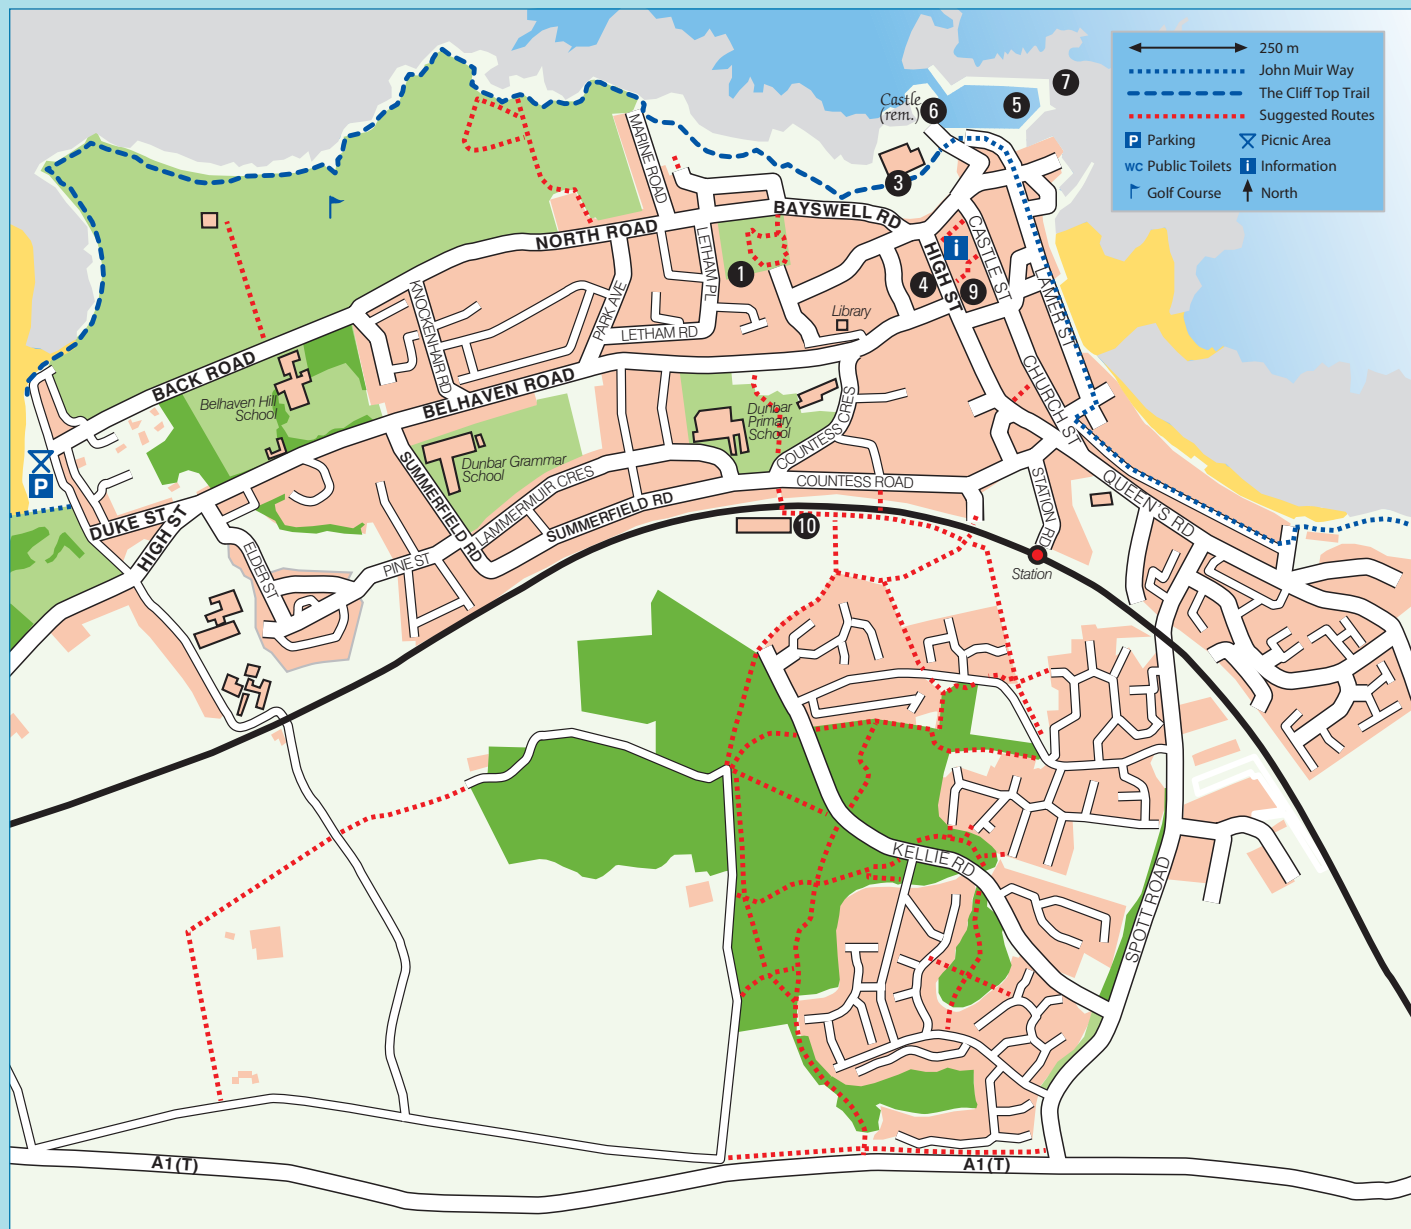 250 m
John Muir Way
The Cliff Top Trail
Suggested Routes
P Parking
Picnic Area
WC Public Toilets
i Information
Golf Course
North
7
5
Castle
(rem.)
6
3
MARINE ROAD
BAYSWELL RD
NORTH ROAD
CASTLE ST
i
HIGH ST
LETHAM PL
1
4
9
LAMER ST
KNOCKENHAIR RD
PARK AVE
Library
LETHAM RD
BACK ROAD
BELHAVEN ROAD
CHURCH ST
Belhaven Hill
School
Dunbar
Primary
School
COUNTESS CRES
P
Dunbar Grammar
School
SUMMERFIELD RD
LAMMERMUIR CRES
SUMMERFIELD RD
COUNTESS ROAD
STATION RD
QUEEN'S RD
DUKE ST
HIGH ST
10
ELDER ST
PINE ST
Station
KELLIE RD
SPOTT ROAD
A1(T)
A1(T)